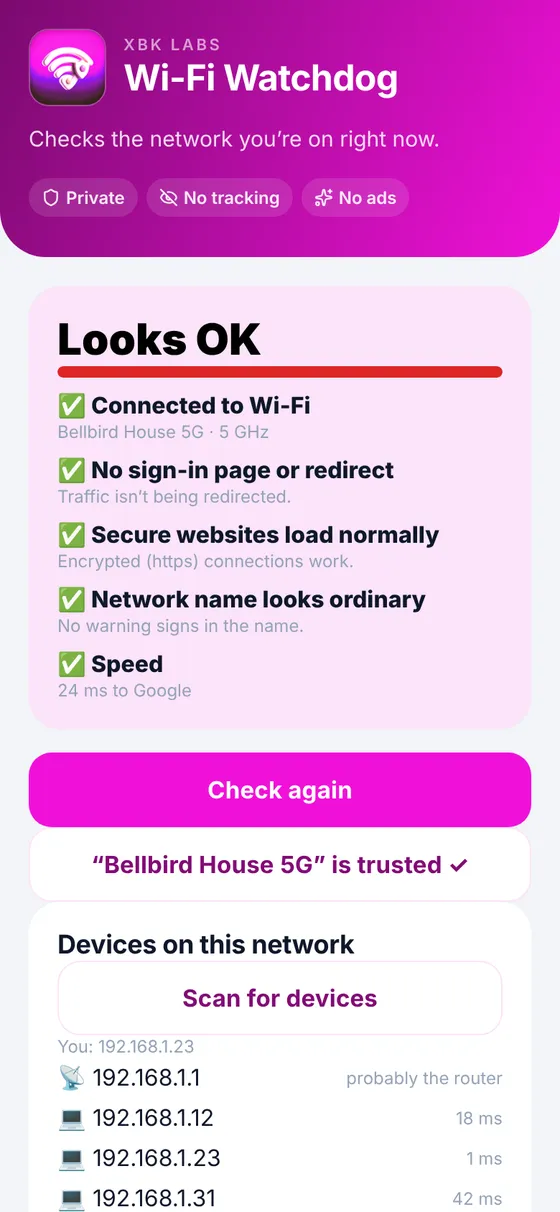 XBK LABS
Wi-Fi Watchdog
Checks the network you’re on right now.
Private
No tracking
No ads
Looks OK
✅ Connected to Wi-Fi
Bellbird House 5G · 5 GHz
✅ No sign-in page or redirect
Traffic isn’t being redirected.
✅ Secure websites load normally
Encrypted (https) connections work.
✅ Network name looks ordinary
No warning signs in the name.
✅ Speed
24 ms to Google
Check again
“Bellbird House 5G” is trusted ✓
Devices on this network
Scan for devices
You: 192.168.1.23
192.168.1.1 probably the router
192.168.1.12 18 ms
192.168.1.23 1 ms
192.168.1.31 42 ms